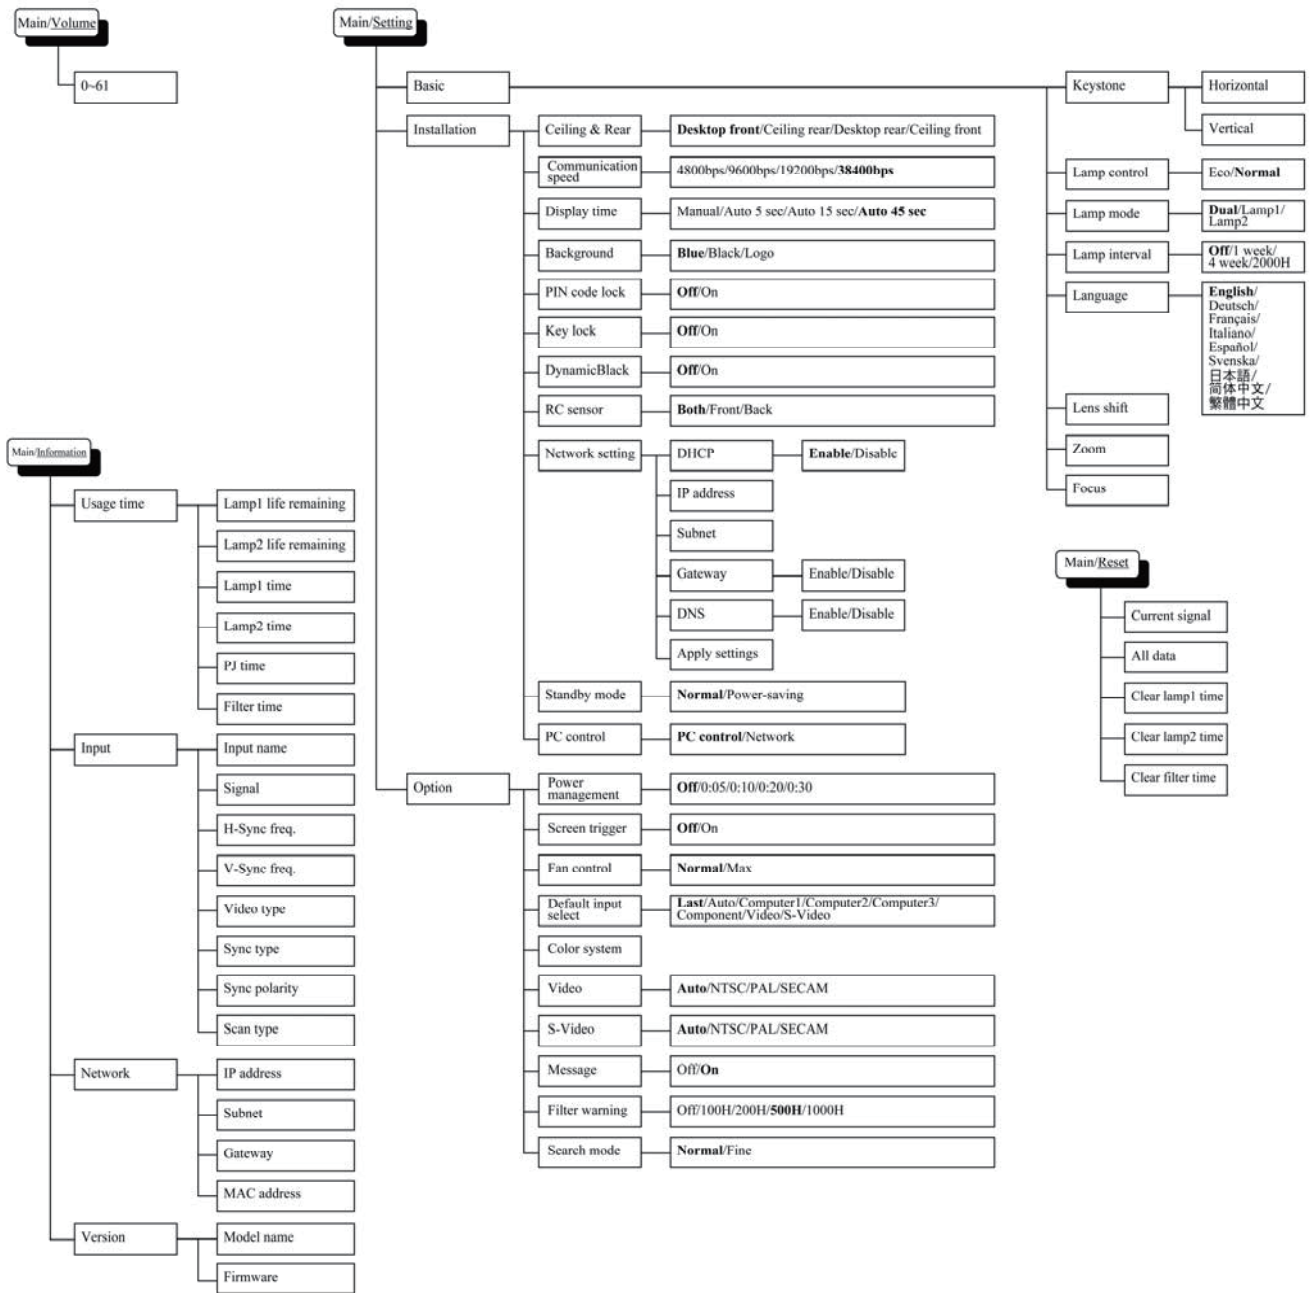 Main/Volume
0~61
Main/Setting
Basic
Keystone
Horizontal
Vertical
Lamp control
Eco/Normal
Lamp mode
Dual/Lamp1/
Lamp2
Lamp interval
Off/1 week/
4 week/2000H
Language
English/
Deutsch/
Français/
Italiano/
Español/
Svenska/
日本語/
简体中文/
繁體中文
Lens shift
Zoom
Focus
Installation
Ceiling & Rear
Desktop front/Ceiling rear/Desktop rear/Ceiling front
Communication
speed
4800bps/9600bps/19200bps/38400bps
Display time
Manual/Auto 5 sec/Auto 15 sec/Auto 45 sec
Background
Blue/Black/Logo
PIN code lock
Off/On
Key lock
Off/On
DynamicBlack
Off/On
RC sensor
Both/Front/Back
Network setting
DHCP
Enable/Disable
IP address
Subnet
Gateway
Enable/Disable
DNS
Enable/Disable
Apply settings
Standby mode
Normal/Power-saving
PC control
PC control/Network
Option
Power
management
Off/0:05/0:10/0:20/0:30
Screen trigger
Off/On
Fan control
Normal/Max
Default input
select
Last/Auto/Computer1/Computer2/Computer3/
Component/Video/S-Video
Color system
Video
Auto/NTSC/PAL/SECAM
S-Video
Auto/NTSC/PAL/SECAM
Message
Off/On
Filter warning
Off/100H/200H/500H/1000H
Search mode
Normal/Fine
Main/Information
Usage time
Lamp1 life remaining
Lamp2 life remaining
Lamp1 time
Lamp2 time
PJ time
Filter time
Input
Input name
Signal
H-Sync freq.
V-Sync freq.
Video type
Sync type
Sync polarity
Scan type
Network
IP address
Subnet
Gateway
MAC address
Version
Model name
Firmware
Main/Reset
Current signal
All data
Clear lamp1 time
Clear lamp2 time
Clear filter time